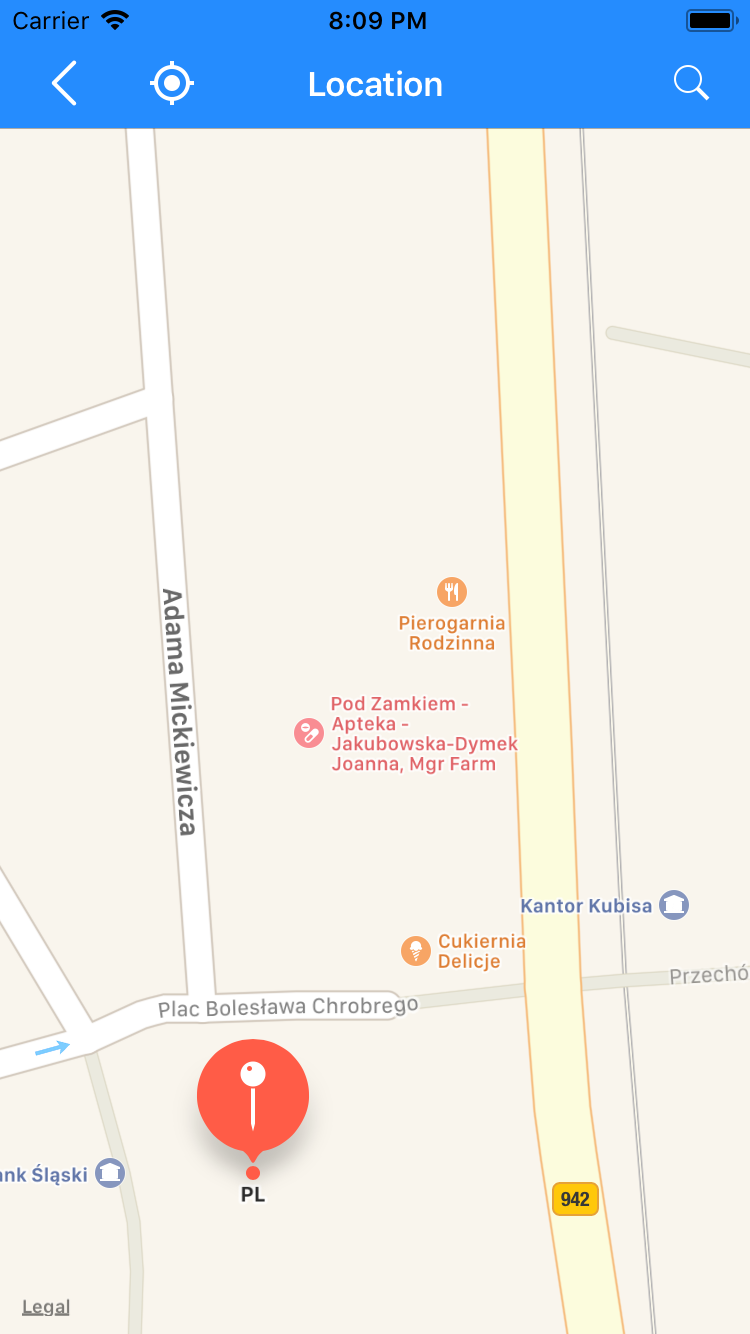 Carrier
8:09 PM
Location
Adama Mickiewicza
Pierogarnia
Rodzinna
Pod Zamkiem -
Apteka -
Jakubowska-Dymek
Joanna, Mgr Farm
Kantor Kubisa
Cukiernia
Delicje
Przechó
Plac Bolesława Chrobrego
ank Śląski
PL
942
Legal